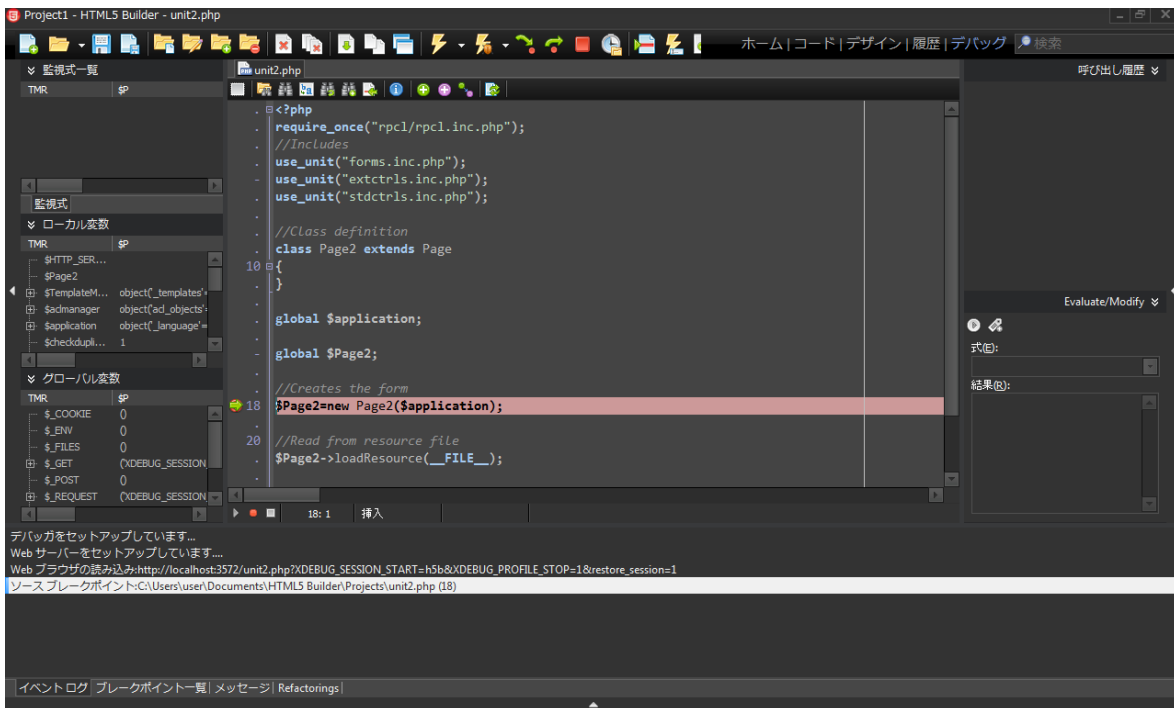 Project1 - HTML5 Builder - unit2.php
ホーム | コード | デザイン | 履歴 | デバッグ 検索
監視式一覧
TMR $P
監視式
ローカル変数
TMR $P
$HTTP_SER...
$Page2
$TemplateM... object('_templates'=
$admanager object('ad_objects'=
$application object('_language'=
$checkdupli... 1
グローバル変数
TMR $P
$_COOKIE ()
$_ENV ()
$_FILES ()
$_GET ('XDEBUG_SESSION
$_POST ()
$_REQUEST ('XDEBUG_SESSION
unit2.php
<?php
require_once("rpcl/rpcl.inc.php");
//Includes
use_unit("forms.inc.php");
use_unit("extctrls.inc.php");
use_unit("stdctrls.inc.php");
//Class definition
class Page2 extends Page
10 {
}
global $application;
global $Page2;
//Creates the form
18 $Page2=new Page2($application);
20 //Read from resource file
$Page2->loadResource(__FILE__);
18: 1 挿入
呼び出し履歴
Evaluate/Modify
式(E):
結果(R):
デバッガをセットアップしています...
Web サーバーをセットアップしています....
Web ブラウザの読み込み:http://localhost:3572/unit2.php?XDEBUG_SESSION_START=h5b&XDEBUG_PROFILE_STOP=1&restore_session=1
ソース ブレークポイント:C:\Users\user\Documents\HTML5 Builder\Projects\unit2.php (18)
イベント ログ ブレークポイント一覧 メッセージ Refactorings